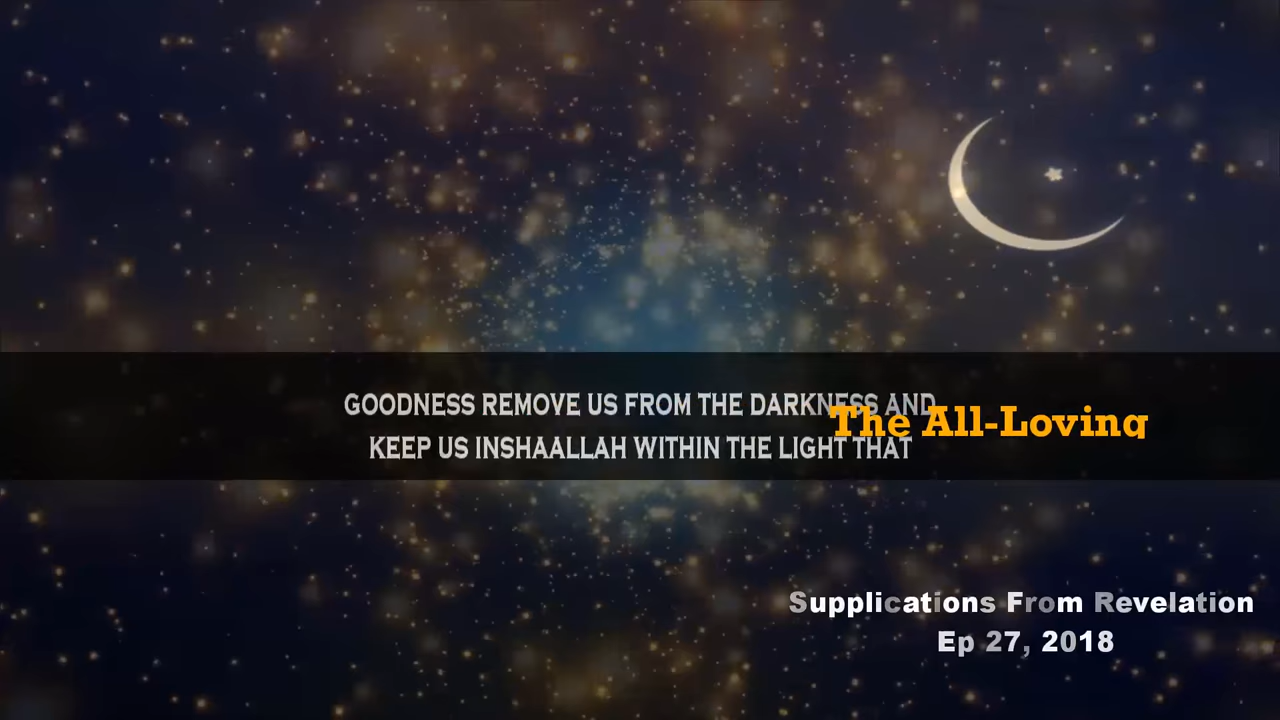 GOODNESS REMOVE US FROM THE DARKNESS AND
KEEP US INSHAALLAH WITHIN THE LIGHT THAT
The All-Loving
Supplications From Revelation
Ep 27, 2018